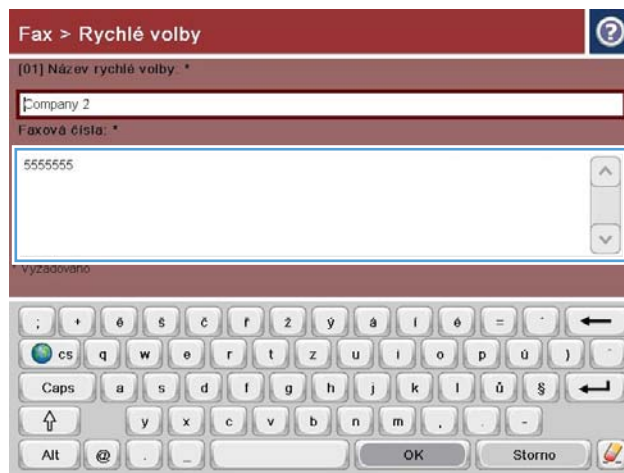 Fax > Rychlé volby
?
[01] Název rychlé volby: *
Company 2
Faxová čísla: *
5555555
* Vyžadováno
; + ě š č ř ž ý á í é = ´
cs q w e r t z u i o p ú ) ¨
Caps a s d f g h j k l ů §
y x c v b n m , . -
Alt @ . _ OK Storno